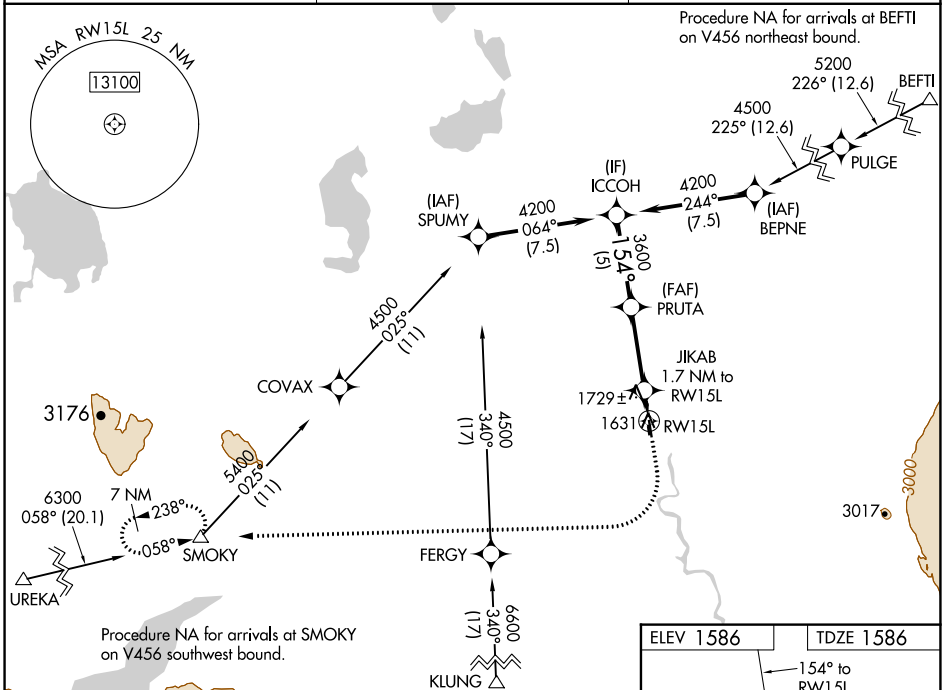 Procedure NA for arrivals at BEFTI
on V456 northeast bound.
MSA RW15L 25 NM
13100
5200
226° (12.6)
BEFTI
4500
225° (12.6)
PULGE
(IF)
ICCOH
(IAF)
SPUMY
4200
064°
(7.5)
4200
244°
(7.5)
(IAF)
BEPNE
3600
154°
(5)
(FAF)
PRUTA
4500
025°
(11)
COVAX
JIKAB
1.7 NM to
RW15L
1729±
1631
RW15L
3176
5400
025°
(11)
4500
340°
(17)
3000
3017
6300
058° (20.1)
7 NM
238°
058°
SMOKY
UREKA
FERGY
6600
340°
(17)
KLUNG
Procedure NA for arrivals at SMOKY
on V456 southwest bound.
ELEV 1586
TDZE 1586
154° to
RW15L